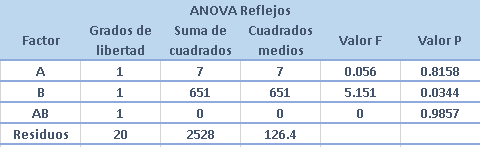 ANOVA Reflejos
Factor Grados de libertad Suma de cuadrados Cuadrados medios Valor F Valor P
A 1 7 7 0.056 0.8158
B 1 651 651 5.151 0.0344
AB 1 0 0 0 0.9857
Residuos 20 2528 126.4